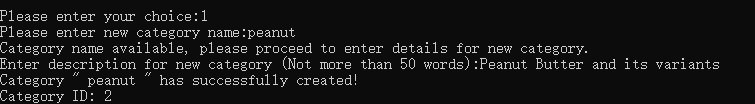 Please enter your choice:1
Please enter new category name:peanut
Category name available, please proceed to enter details for new category.
Enter description for new category (Not more than 50 words):Peanut Butter and its variants
Category " peanut " has successfully created!
Category ID: 2